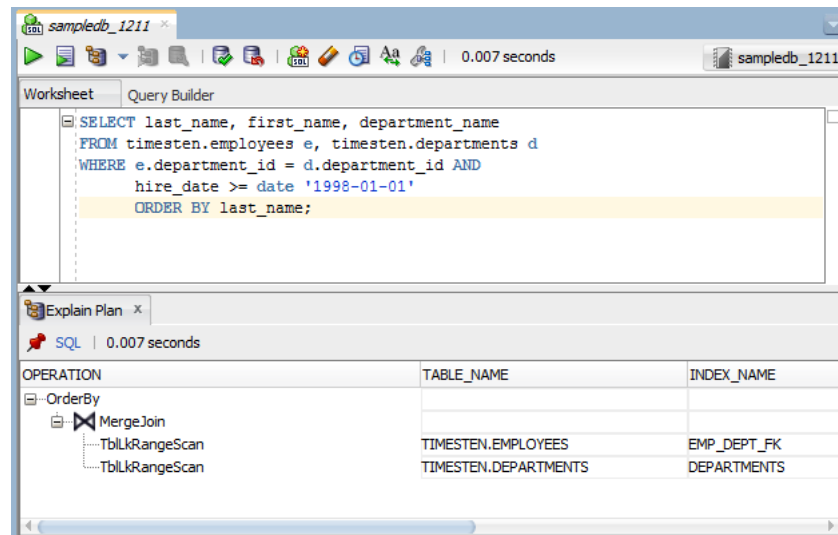 sampledb_1211
0.007 seconds
sampledb_1211
Worksheet Query Builder
SELECT last_name, first_name, department_name
FROM timesten.employees e, timesten.departments d
WHERE e.department_id = d.department_id AND
hire_date >= date '1998-01-01'
ORDER BY last_name;
Explain Plan x
SQL | 0.007 seconds
OPERATION TABLE_NAME INDEX_NAME
OrderBy
MergeJoin
TblLkRangeScan TIMESTEN.EMPLOYEES EMP_DEPT_FK
TblLkRangeScan TIMESTEN.DEPARTMENTS DEPARTMENTS